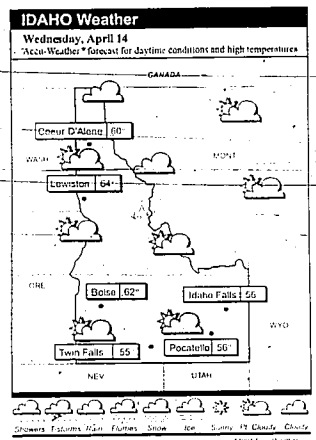 IDAHO Weather
Wednesday, April 14
Accu-Weather® forecast for daytime conditions and high temperatures
CANADA
Coeur D'Alene 60°
WASH
MONT
Lewiston 64°
ORE
Boise 62°
Idaho Falls 56
WYO
Twin Falls 55
Pocatello 56°
NEV
UTAH
Showers T-storms Rain Flurries Snow Ice Sunny Pt. Cloudy Cloudy